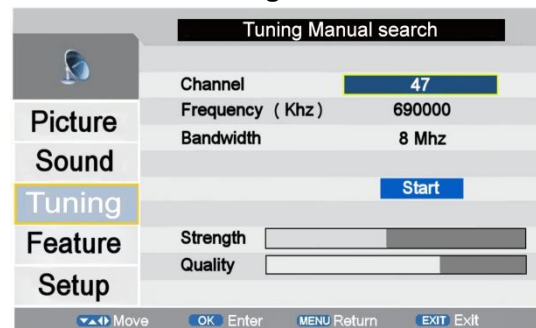 Tuning Manual search
Channel 47
Frequency ( Khz ) 690000
Bandwidth 8 Mhz
Start
Strength
Quality
Picture
Sound
Tuning
Feature
Setup
Move OK Enter MENU Return EXIT Exit